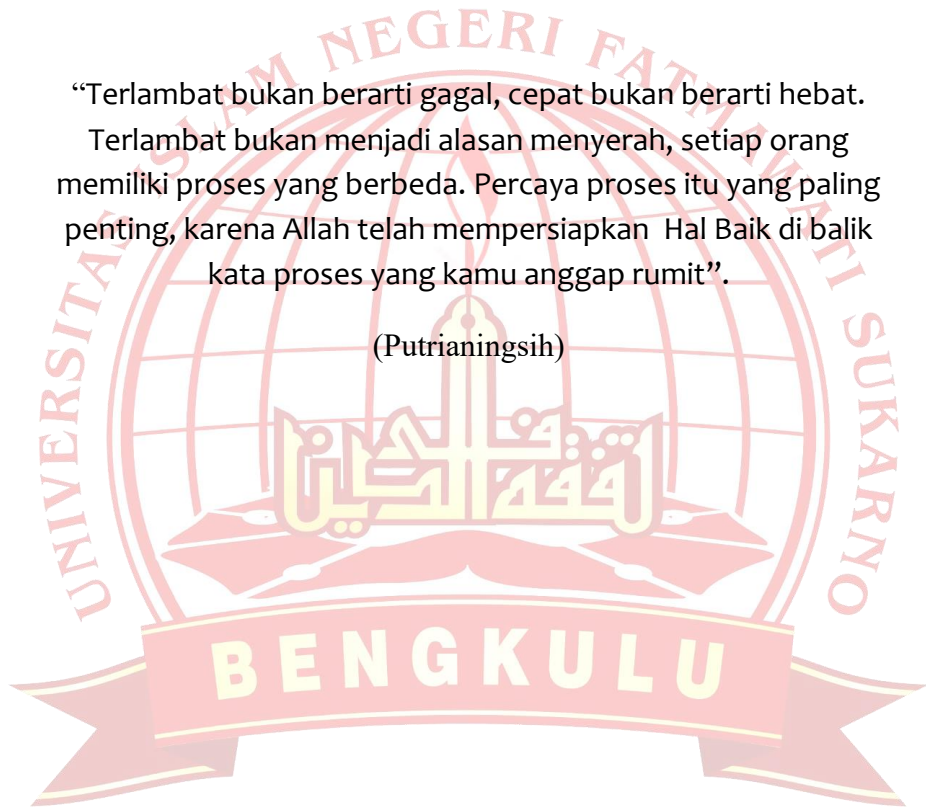 UNIVERSITAS ISLAM NEGERI FATMAWATI SUKARNO
“Terlambat bukan berarti gagal, cepat bukan berarti hebat.
Terlambat bukan menjadi alasan menyerah, setiap orang
memiliki proses yang berbeda. Percaya proses itu yang paling
penting, karena Allah telah mempersiapkan  Hal Baik di balik
kata proses yang kamu anggap rumit”.
(Putrianingsih)
BENGKULU